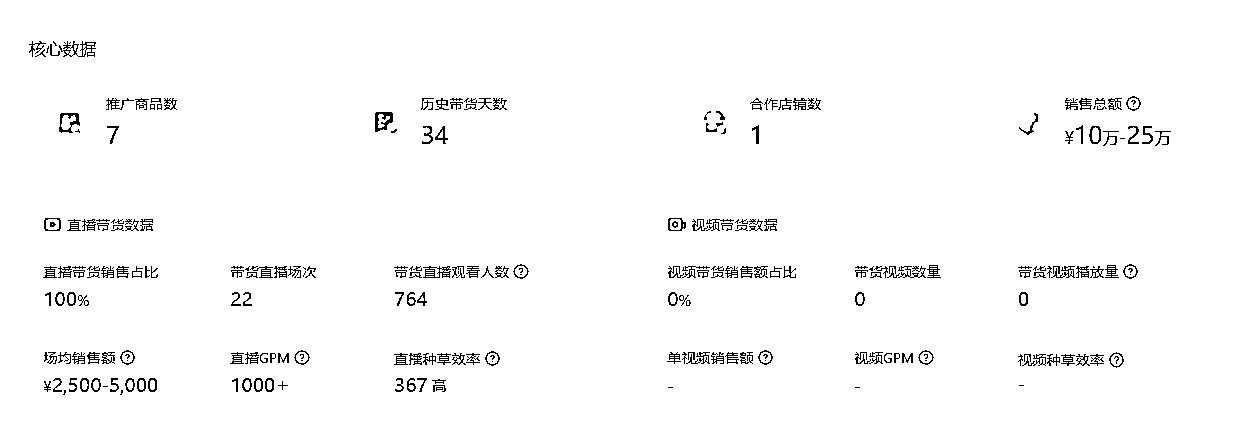 核心数据
推广商品数 历史带货天数 合作店铺数 销售总额
7 34 1 ¥10万-25万
直播带货数据 视频带货数据
直播带货销售占比 带货直播场次 带货直播观看人数 视频带货销售额占比 带货视频数量 带货视频播放量
100% 22 764 0% 0 0
场均销售额 直播GPM 直播种草效率 单视频销售额 视频GPM 视频种草效率
¥2,500-5,000 1000+ 367 高 - - -